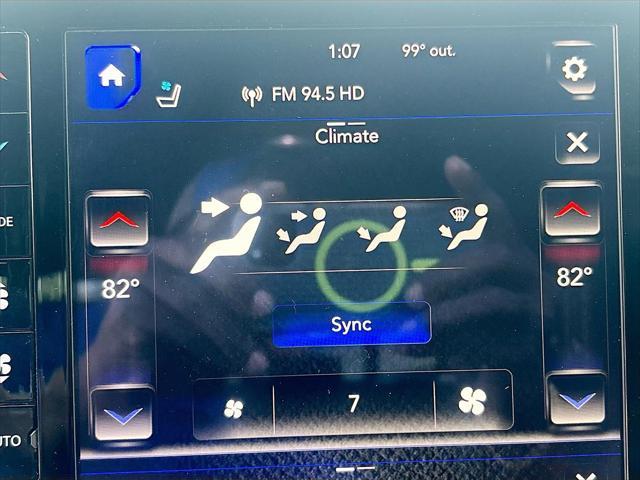 1:07 99° out.
FM 94.5 HD
Climate
DE
82° 82°
Sync
7
UTO